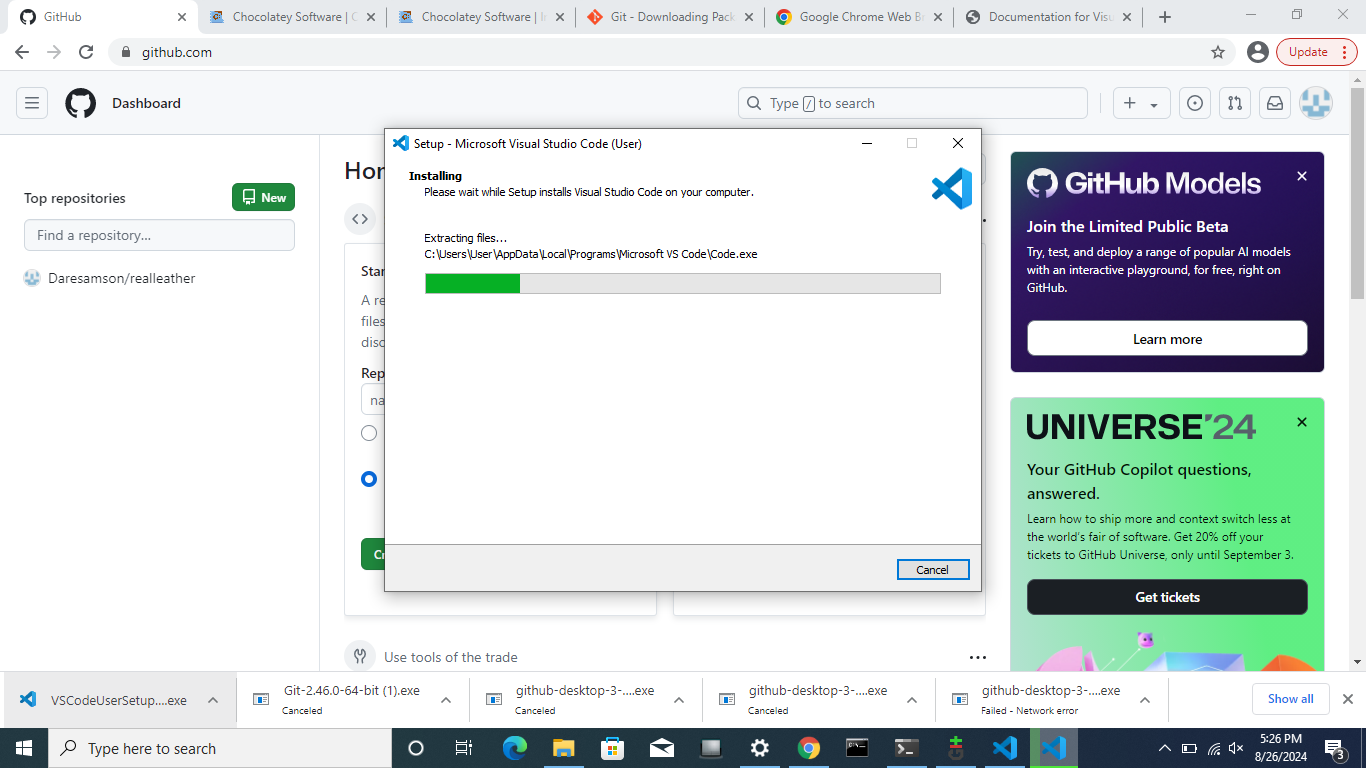 GitHub
Chocolatey Software | C
Chocolatey Software | In
Git - Downloading Pack
Google Chrome Web B
Documentation for Visu
github.com
Update
Dashboard
Type / to search
Top repositories
New
Find a repository...
Daresamson/realleather
Setup - Microsoft Visual Studio Code (User)
Installing
Please wait while Setup installs Visual Studio Code on your computer.
Extracting files...
C:\Users\User\AppData\Local\Programs\Microsoft VS Code\Code.exe
Cancel
GitHub Models
Join the Limited Public Beta
Try, test, and deploy a range of popular AI models
with an interactive playground, for free, right on
GitHub.
Learn more
UNIVERSE'24
Your GitHub Copilot questions,
answered.
Learn how to ship more and context switch less at
the world's fair of software. Get 20% off your
tickets to GitHub Universe, only until September 3.
Get tickets
Use tools of the trade
VSCodeUserSetup....exe
Git-2.46.0-64-bit (1).exe
Canceled
github-desktop-3-....exe
Canceled
github-desktop-3-....exe
Canceled
github-desktop-3-....exe
Failed - Network error
Show all
Type here to search
5:26 PM
8/26/2024
3